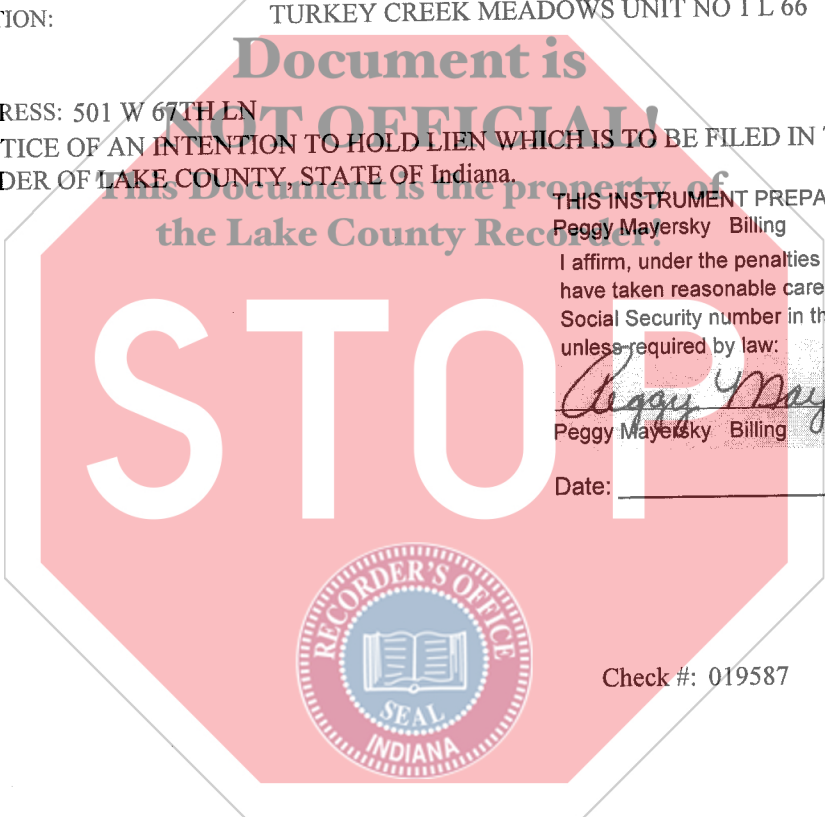 TION: TURKEY CREEK MEADOWS UNIT NO 1 L 66
Document is
NOT OFFICIAL!
RESS: 501 W 67TH LN
TICE OF AN INTENTION TO HOLD LIEN WHICH IS TO BE FILED IN
DER OF LAKE COUNTY, STATE OF Indiana.
This Document is the property of
the Lake County Recorder!
THIS INSTRUMENT PREPA
Peggy Mayersky Billing
I affirm, under the penalties
have taken reasonable care
Social Security number in th
unless required by law:
Peggy May
Peggy Mayersky Billing
Date:
STOP
RECORDER'S OFFICE
SEAL
INDIANA
Check #: 019587